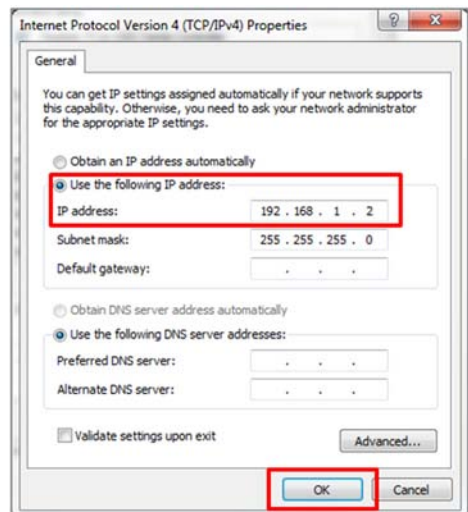 Internet Protocol Version 4 (TCP/IPv4) Properties
General
You can get IP settings assigned automatically if your network supports
this capability. Otherwise, you need to ask your network administrator
for the appropriate IP settings.
Obtain an IP address automatically
Use the following IP address:
IP address: 192 . 168 . 1 . 2
Subnet mask: 255 . 255 . 255 . 0
Default gateway: . . .
Obtain DNS server address automatically
Use the following DNS server addresses:
Preferred DNS server: . . .
Alternate DNS server: . . .
Validate settings upon exit
Advanced...
OK Cancel